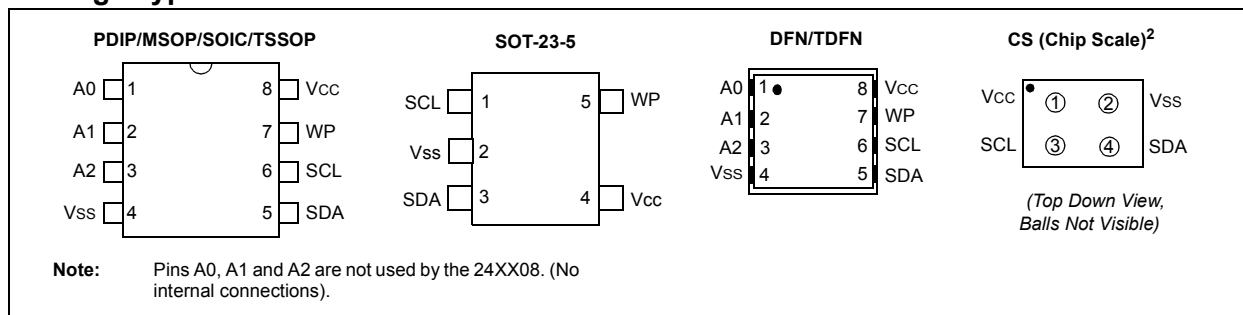 PDIP/MSOP/SOIC/TSSOP
A0 1 8 VCC
A1 2 7 WP
A2 3 6 SCL
VSS 4 5 SDA
SOT-23-5
SCL 1 5 WP
Vss 2
SDA 3 4 Vcc
DFN/TDFN
A0 1 8 VCC
A1 2 7 WP
A2 3 6 SCL
VSS 4 5 SDA
CS (Chip Scale)2
VCC 1 2 VSS
SCL 3 4 SDA
(Top Down View,
Balls Not Visible)
Note: Pins A0, A1 and A2 are not used by the 24XX08. (No
internal connections).